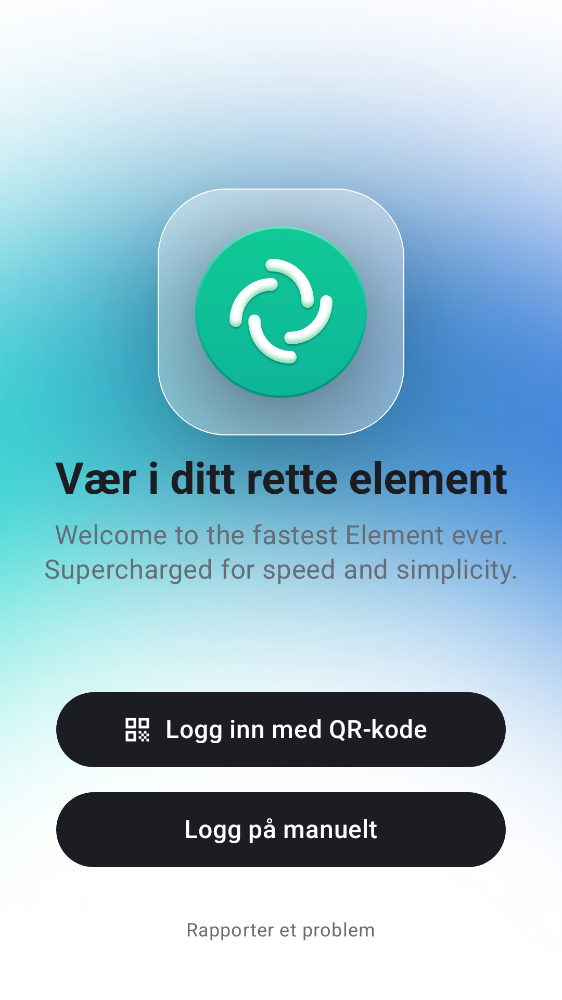 Vær i ditt rette element
Welcome to the fastest Element ever.
Supercharged for speed and simplicity.
Logg inn med QR-kode
Logg på manuelt
Rapporter et problem